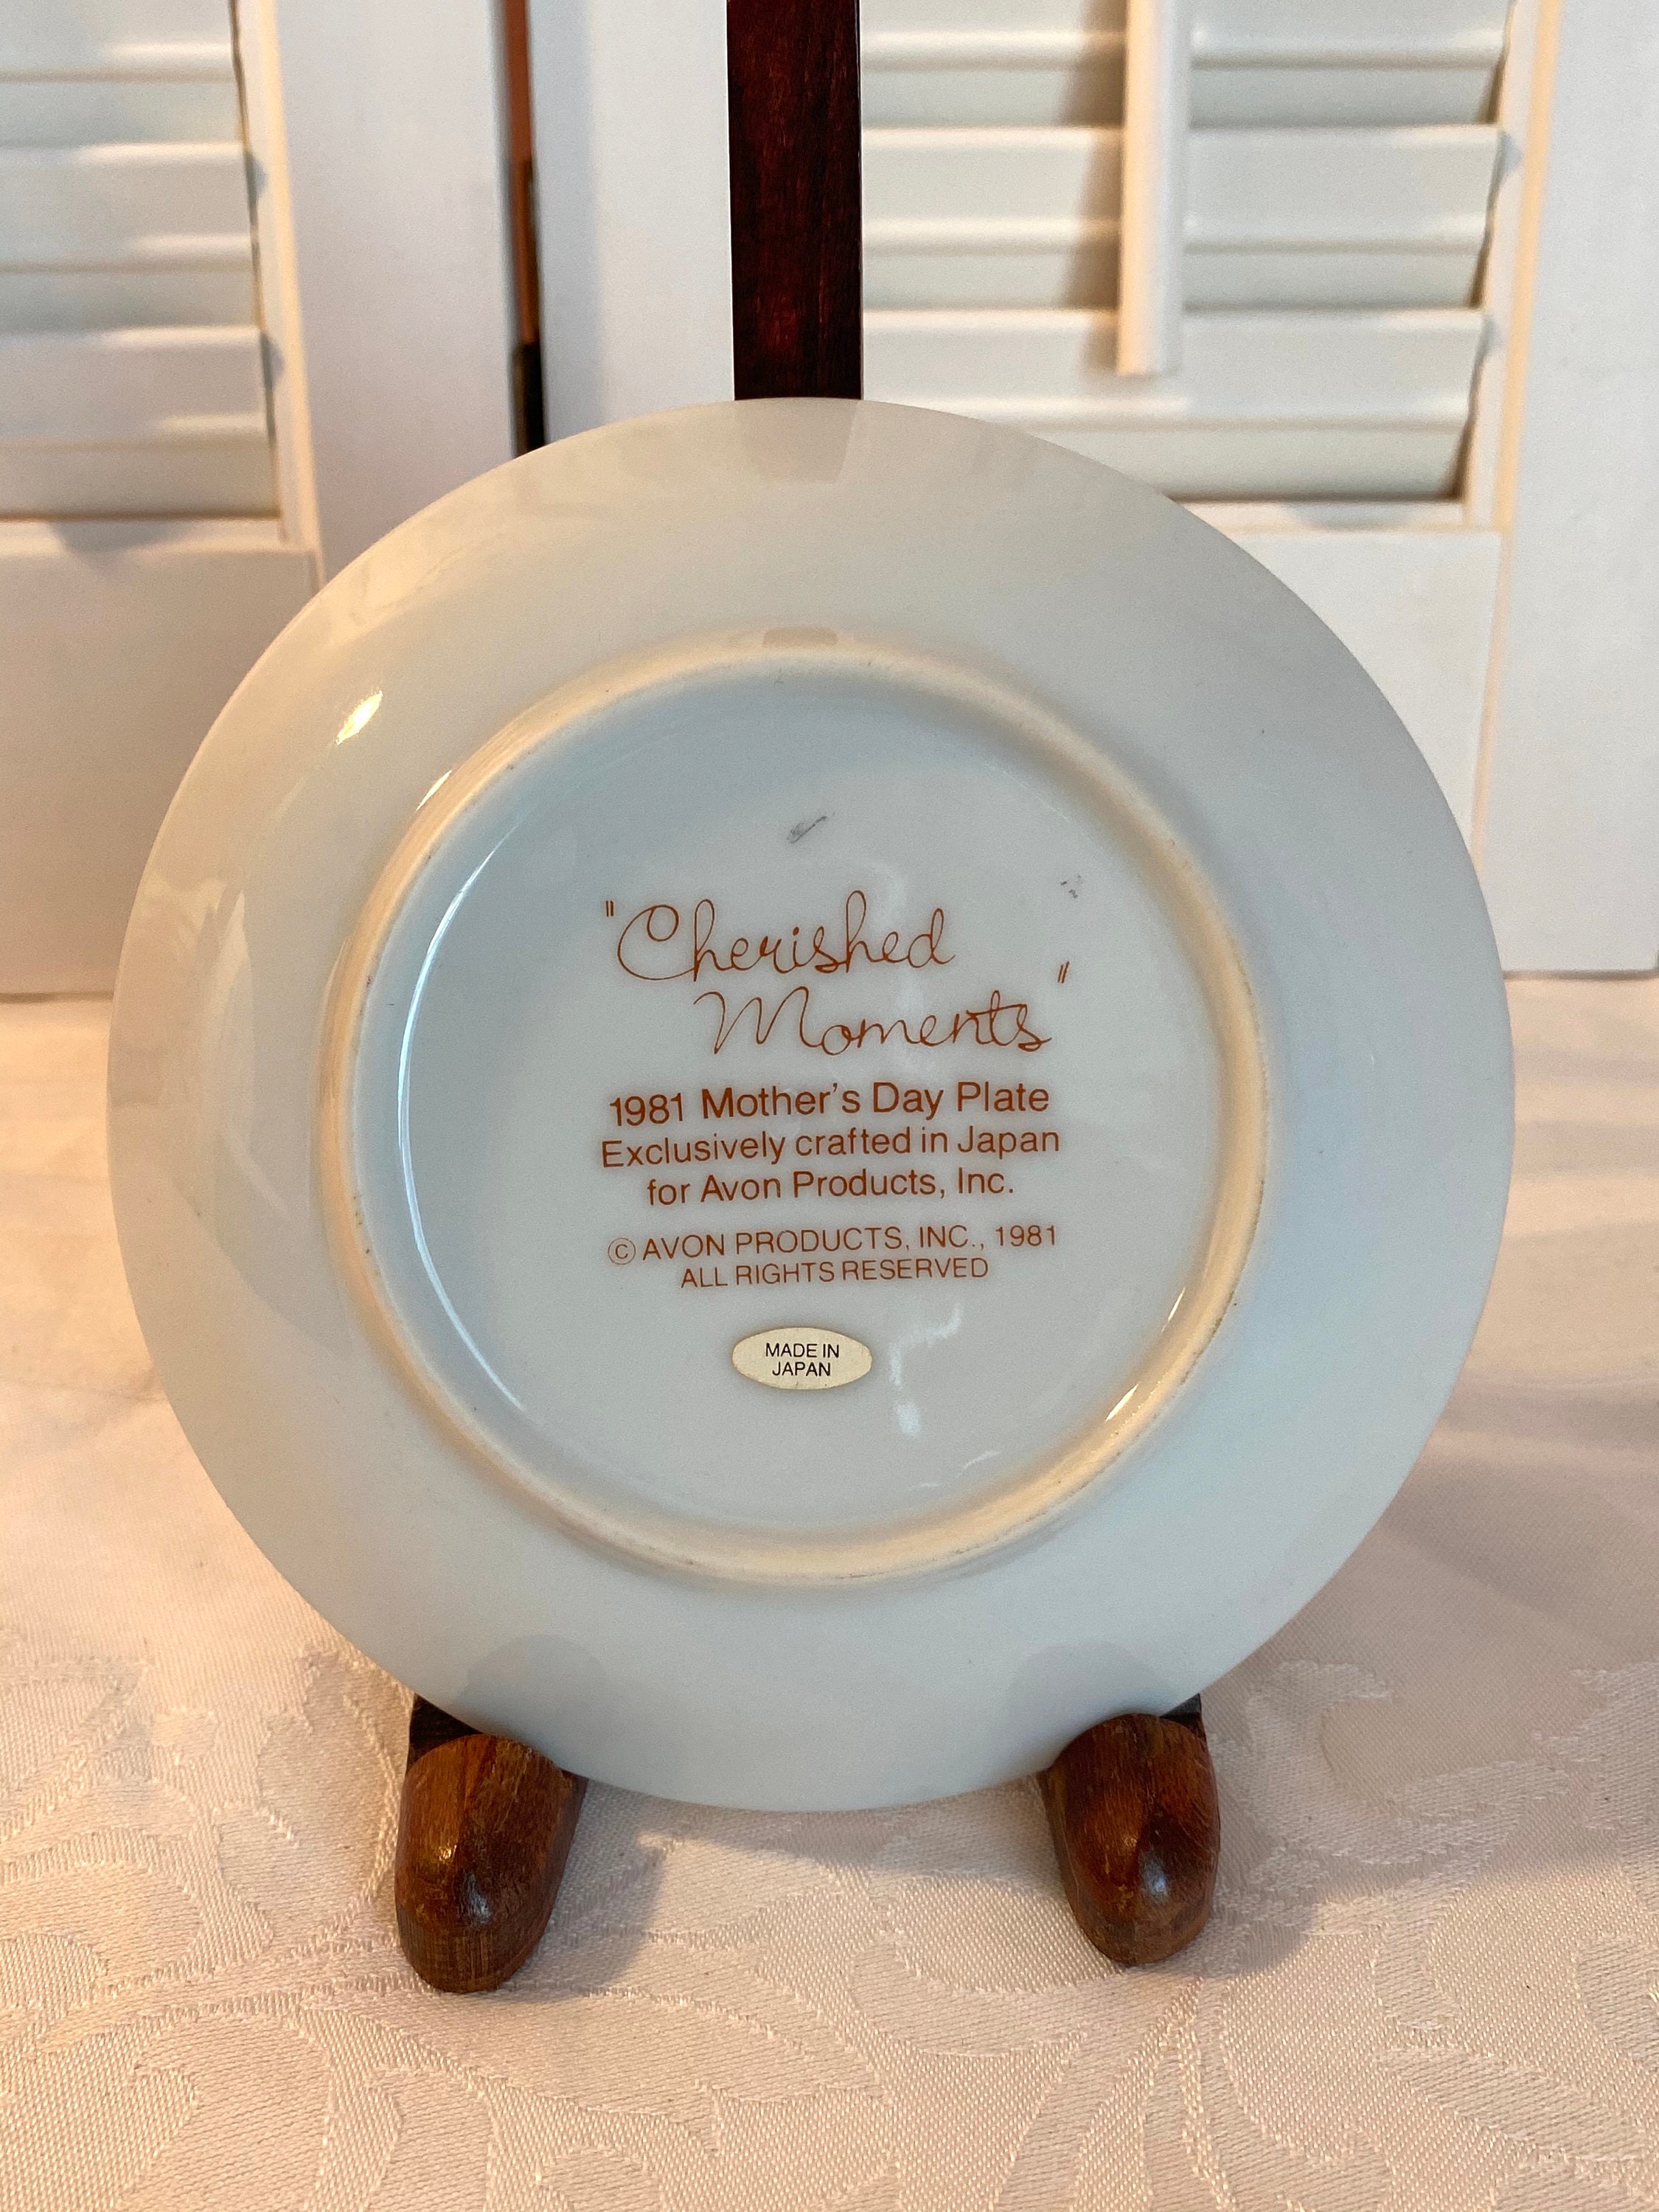 "Cherished
Moments"
1981 Mother's Day Plate
Exclusively crafted in Japan
for Avon Products, Inc.
© AVON PRODUCTS, INC., 1981
ALL RIGHTS RESERVED
MADE IN
JAPAN